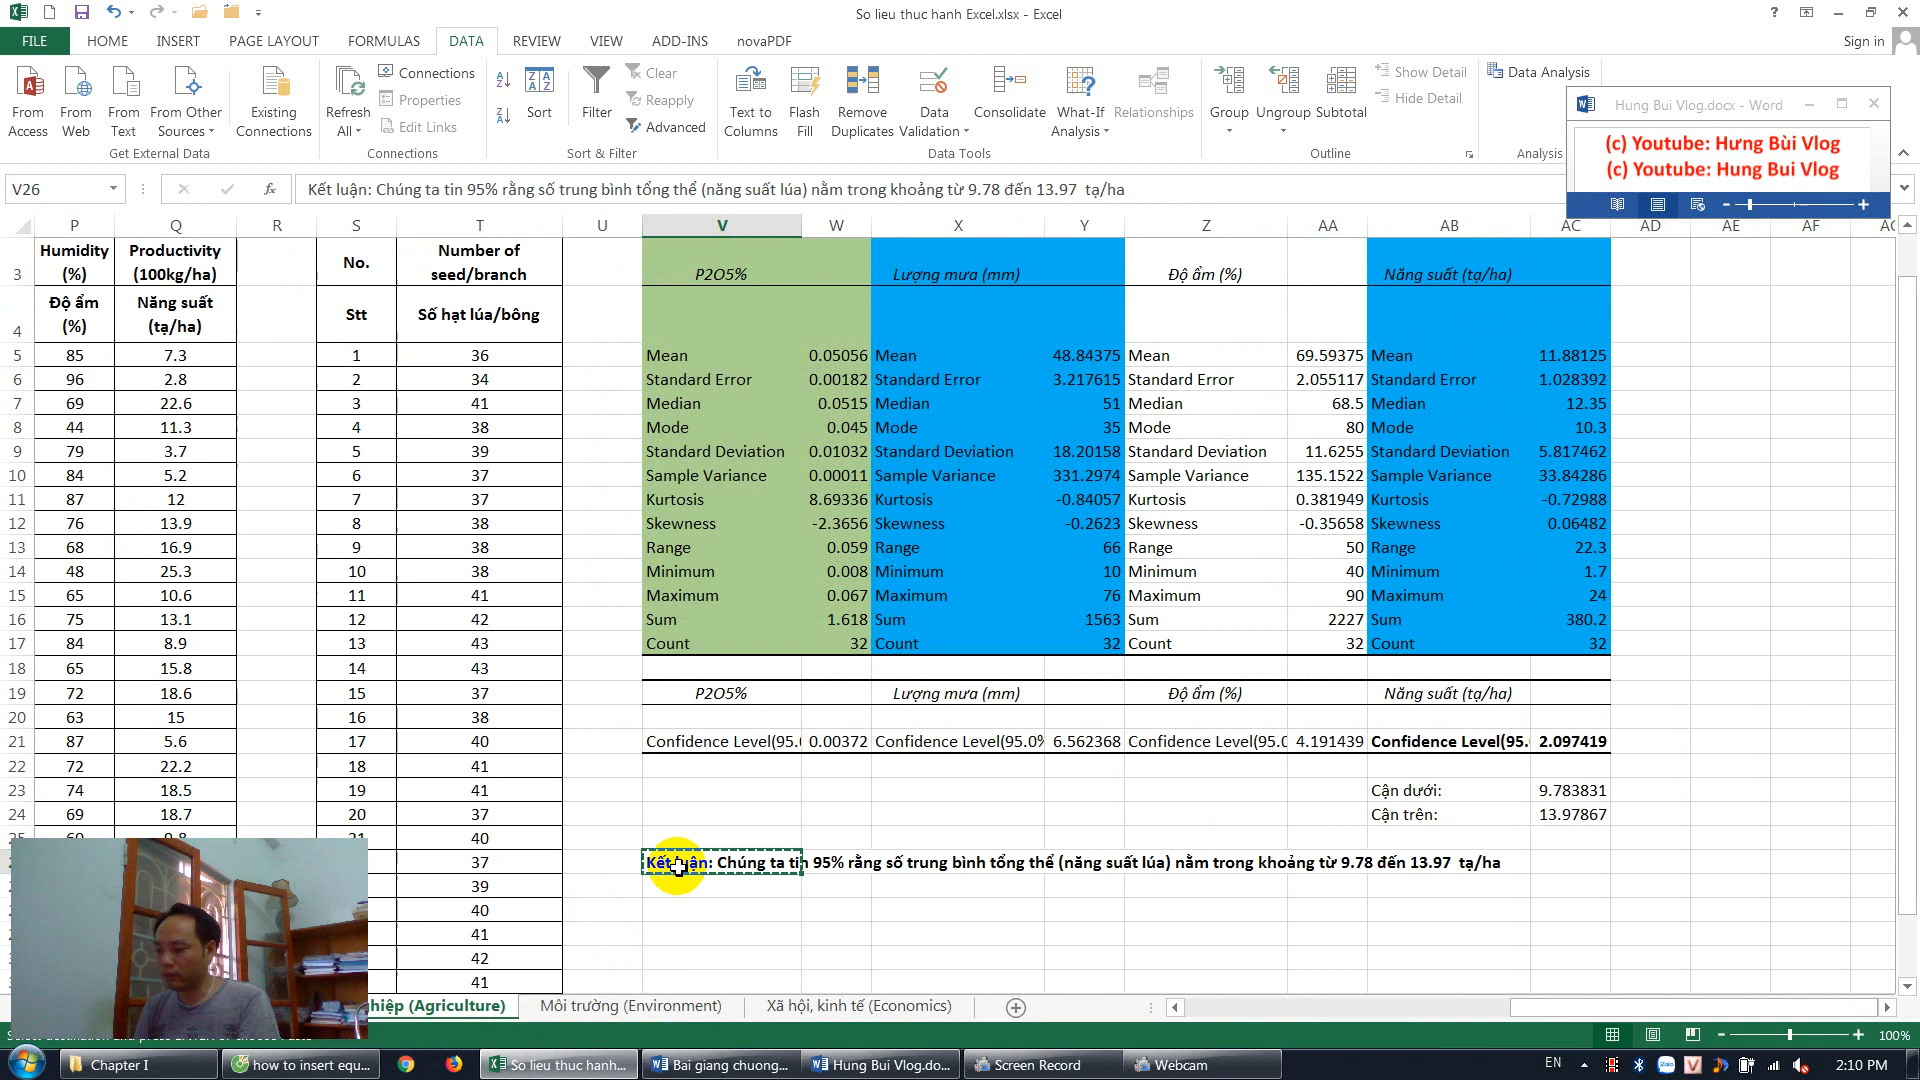 So lieu thuc hanh Excel.xlsx - Excel
FILE HOME INSERT PAGE LAYOUT FORMULAS DATA REVIEW VIEW ADD-INS novaPDF Sign in
From Access
From Web
From Text
From Other Sources
Existing Connections
Get External Data
Refresh All
Connections
Properties
Edit Links
Connections
Sort
Filter
Clear
Reapply
Advanced
Sort & Filter
Text to Columns
Flash Fill
Remove Duplicates
Data Validation
Consolidate
What-If Analysis
Relationships
Data Tools
Group
Ungroup
Subtotal
Show Detail
Hide Detail
Outline
Data Analysis
Analysis
Hung Bui Vlog.docx - Word
(c) Youtube: Hưng Bùi Vlog
(c) Youtube: Hung Bui Vlog
V26 Kết luận: Chúng ta tin 95% rằng số trung bình tổng thể (năng suất lúa) nằm trong khoảng từ 9.78 đến 13.97 tạ/ha
P Q R S T U V W X Y Z AA AB AC AD AE AF
3 Humidity (%) Productivity (100kg/ha) No. Number of seed/branch P2O5% Lượng mưa (mm) Độ ẩm (%) Năng suất (tạ/ha)
4 Độ ẩm (%) Năng suất (tạ/ha) Stt Số hạt lúa/bông
5 85 7.3 1 36 Mean 0.05056 Mean 48.84375 Mean 69.59375 Mean 11.88125
6 96 2.8 2 34 Standard Error 0.00182 Standard Error 3.217615 Standard Error 2.055117 Standard Error 1.028392
7 69 22.6 3 41 Median 0.0515 Median 51 Median 68.5 Median 12.35
8 44 11.3 4 38 Mode 0.045 Mode 35 Mode 80 Mode 10.3
9 79 3.7 5 39 Standard Deviation 0.01032 Standard Deviation 18.20158 Standard Deviation 11.6255 Standard Deviation 5.817462
10 84 5.2 6 37 Sample Variance 0.00011 Sample Variance 331.2974 Sample Variance 135.1522 Sample Variance 33.84286
11 87 12 7 37 Kurtosis 8.69336 Kurtosis -0.84057 Kurtosis 0.381949 Kurtosis -0.72988
12 76 13.9 8 38 Skewness -2.3656 Skewness -0.2623 Skewness -0.35658 Skewness 0.06482
13 68 16.9 9 38 Range 0.059 Range 66 Range 50 Range 22.3
14 48 25.3 10 38 Minimum 0.008 Minimum 10 Minimum 40 Minimum 1.7
15 65 10.6 11 41 Maximum 0.067 Maximum 76 Maximum 90 Maximum 24
16 75 13.1 12 42 Sum 1.618 Sum 1563 Sum 2227 Sum 380.2
17 84 8.9 13 43 Count 32 Count 32 Count 32 Count 32
18 65 15.8 14 43
19 72 18.6 15 37 P2O5% Lượng mưa (mm) Độ ẩm (%) Năng suất (tạ/ha)
20 63 15 16 38
21 87 5.6 17 40 Confidence Level(95.0 0.00372 Confidence Level(95.0% 6.562368 Confidence Level(95.0 4.191439 Confidence Level(95. 2.097419
22 72 22.2 18 41
23 74 18.5 19 41 Cận dưới: 9.783831
24 69 18.7 20 37 Cận trên: 13.97867
40
37 Kết luận: Chúng ta tin 95% rằng số trung bình tổng thể (năng suất lúa) nằm trong khoảng từ 9.78 đến 13.97 tạ/ha
39
40
41
42
41
hiệp (Agriculture) Môi trường (Environment) Xã hội, kinh tế (Economics)
100%
Chapter I how to insert equ... So lieu thuc hanh... Bai giang chuong... Hung Bui Vlog.do... Screen Record Webcam EN 2:10 PM